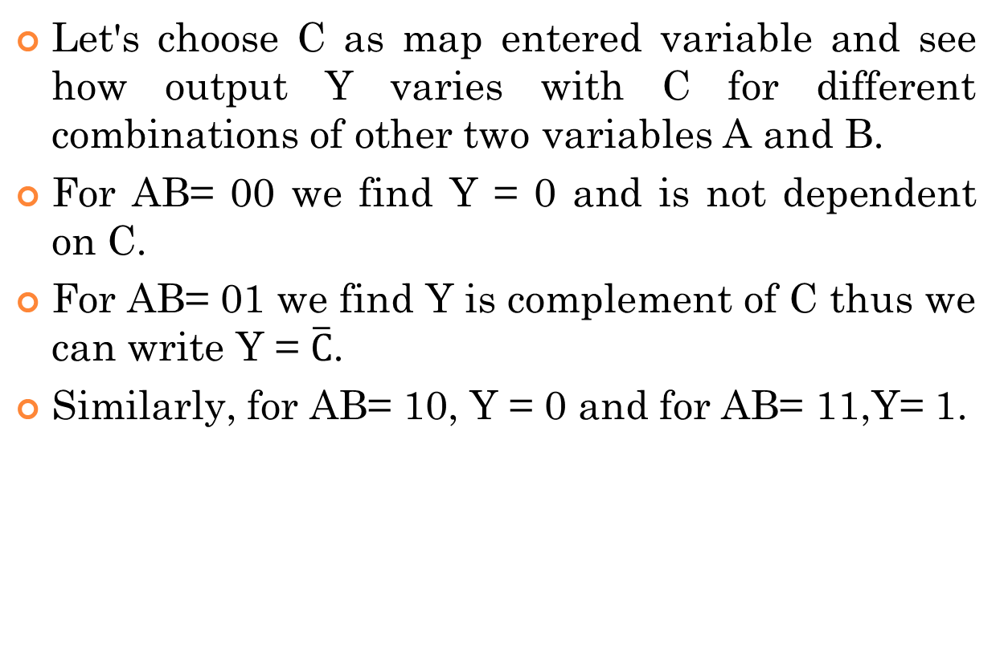 Let's choose C as map entered variable and see
how output Y varies with C for different
combinations of other two variables A and B.
For AB= 00 we find Y = 0 and is not dependent
on C.
For AB= 01 we find Y is complement of C thus we
can write Y = C̅.
Similarly, for AB= 10, Y = 0 and for AB= 11,Y= 1.